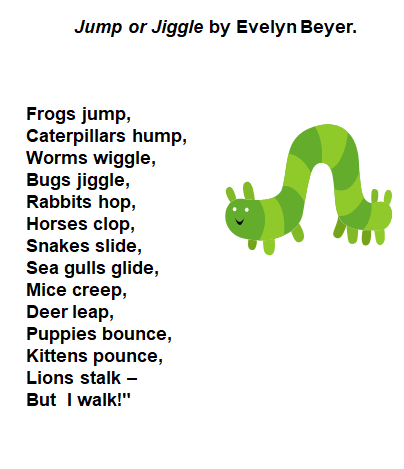 Jump or Jiggle by Evelyn Beyer.
Frogs jump,
Caterpillars hump,
Worms wiggle,
Bugs jiggle,
Rabbits hop,
Horses clop,
Snakes slide,
Sea gulls glide,
Mice creep,
Deer leap,
Puppies bounce,
Kittens pounce,
Lions stalk –
But  I walk!"